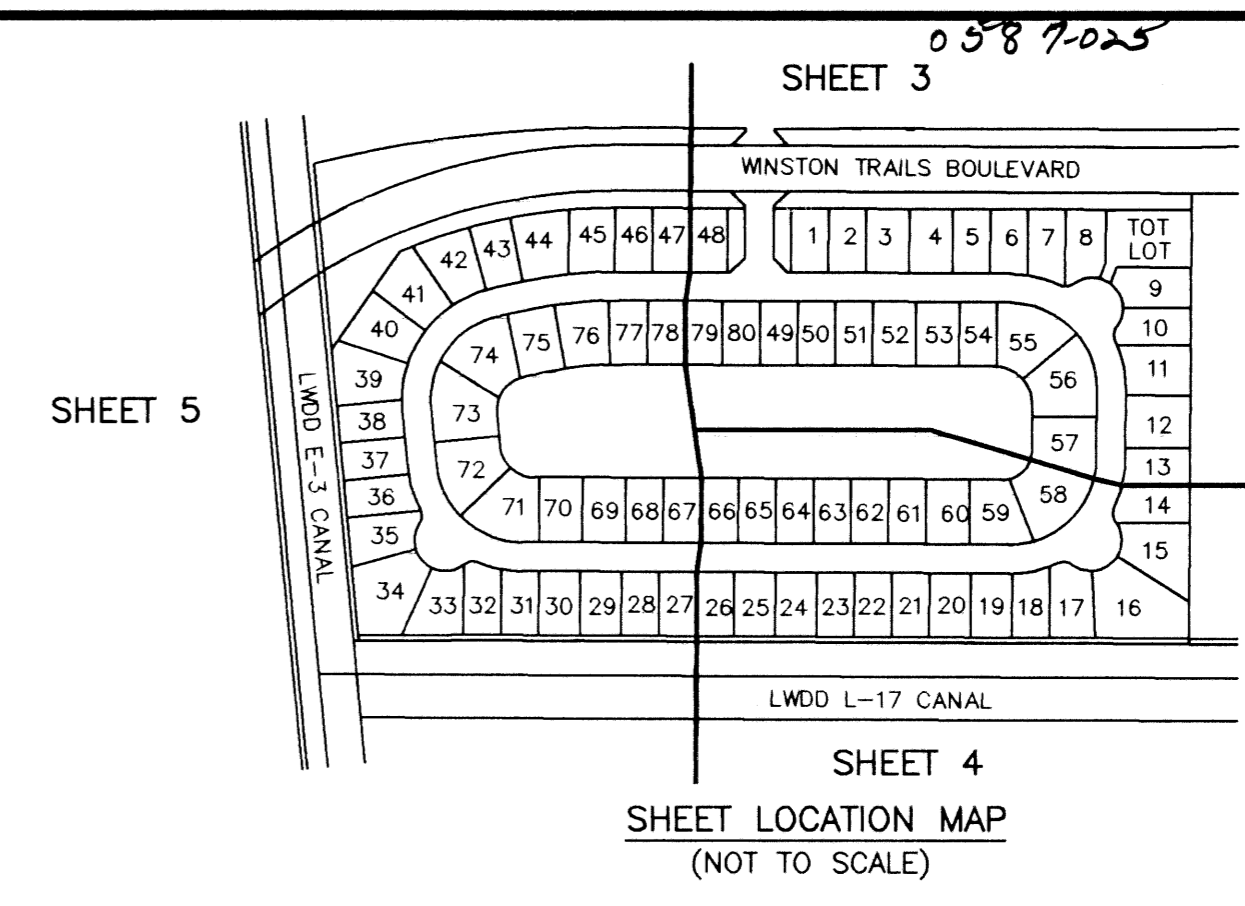 0587-025
SHEET 3
WINSTON TRAILS BOULEVARD
45 46 47 48 1 2 3 4 5 6 7 8 TOT
LOT
44
43
42
41
40
9
10
11
12
13
14
15
16
39
38
37
36
35
34
75 76 77 78 79 80 49 50 51 52 53 54 55
74
73
72
56
57
58
SHEET 5
LWDD E-3 CANAL
71 70 69 68 67 66 65 64 63 62 61 60 59
33 32 31 30 29 28 27 26 25 24 23 22 21 20 19 18 17
LWDD L-17 CANAL
SHEET 4
SHEET LOCATION MAP
(NOT TO SCALE)